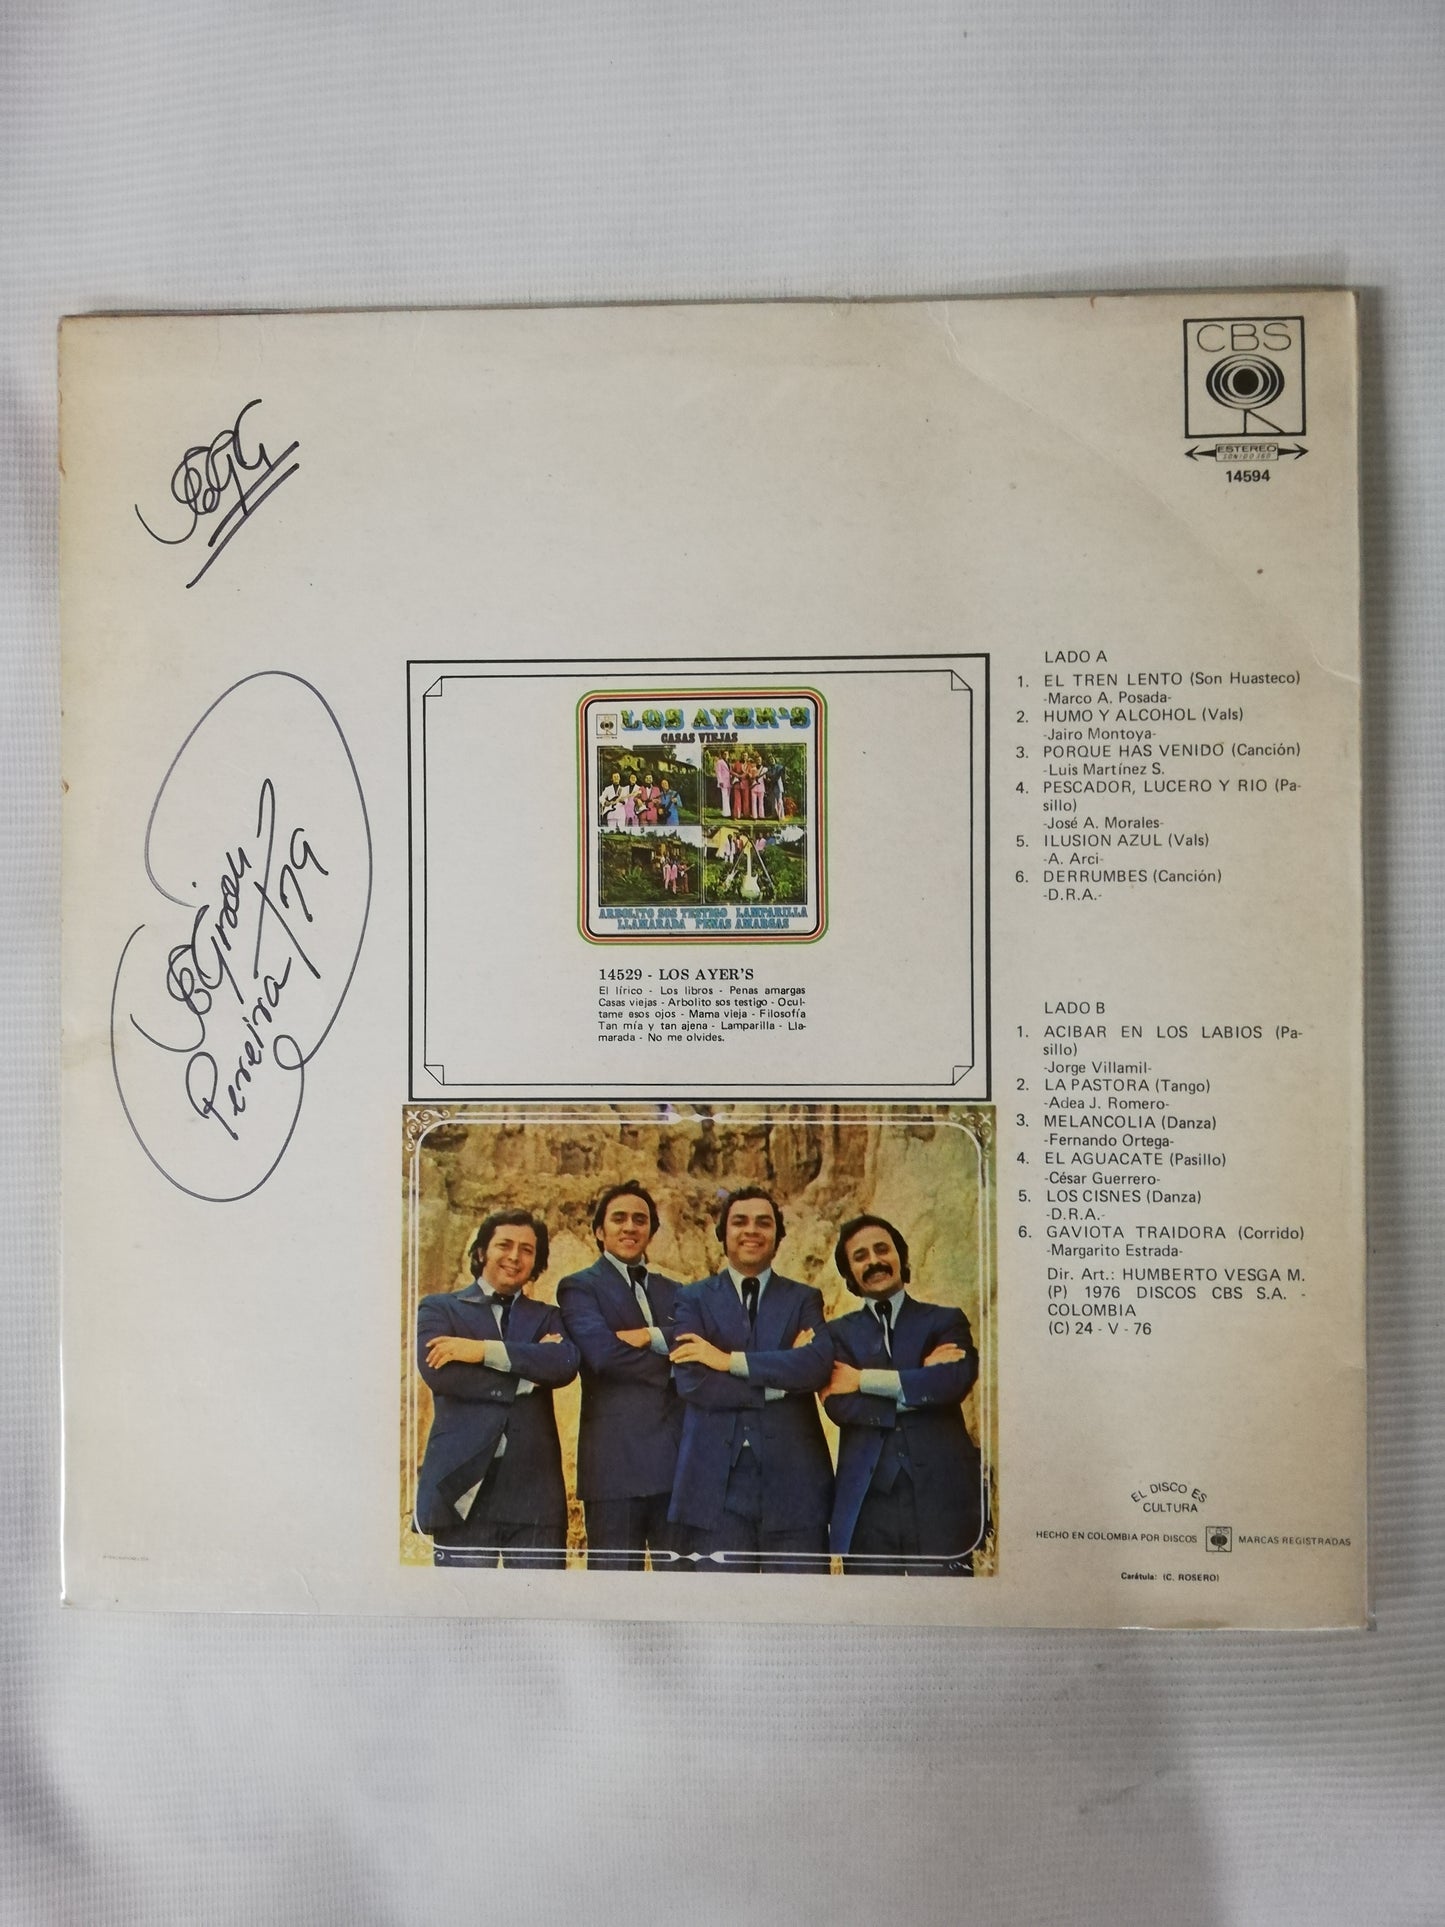 CBS
ESTEREO
SONIDO 360
14594
Pereira
79
LOS AYER'S
CASAS VIEJAS
ARBOLITO SOS TESTIGO LAMPARILLA
LLAMARADA PENAS AMARGAS
14529 - LOS AYER'S
El lírico - Los libros - Penas amargas
Casas viejas - Arbolito sos testigo - Ocul-
tame esos ojos - Mama vieja - Filosofía
Tan mía y tan ajena - Lamparilla - Lla-
marada - No me olvides.
LADO A
1. EL TREN LENTO (Son Huasteco)
-Marco A. Posada-
2. HUMO Y ALCOHOL (Vals)
-Jairo Montoya-
3. PORQUE HAS VENIDO (Canción)
-Luis Martínez S.
4. PESCADOR, LUCERO Y RIO (Pa-
sillo)
-José A. Morales-
5. ILUSION AZUL (Vals)
-A. Arci-
6. DERRUMBES (Canción)
-D.R.A.-
LADO B
1. ACIBAR EN LOS LABIOS (Pa-
sillo)
-Jorge Villamil-
2. LA PASTORA (Tango)
-Adea J. Romero-
3. MELANCOLIA (Danza)
-Fernando Ortega-
4. EL AGUACATE (Pasillo)
-César Guerrero-
5. LOS CISNES (Danza)
-D.R.A.-
6. GAVIOTA TRAIDORA (Corrido)
-Margarito Estrada-
Dir. Art.: HUMBERTO VESGA M.
(P) 1976 DISCOS CBS S.A. -
COLOMBIA
(C) 24 - V - 76
EL DISCO ES
CULTURA
HECHO EN COLOMBIA POR DISCOS CBS MARCAS REGISTRADAS
Carátula: (C. ROSERO)